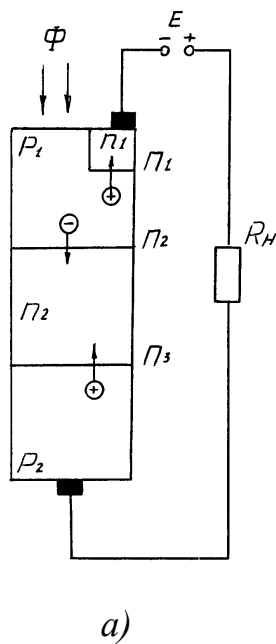 Ф
E
- +
P₁
n₁
П₁
+
-
П₂
n₂
Rн
П₃
+
P₂
а)